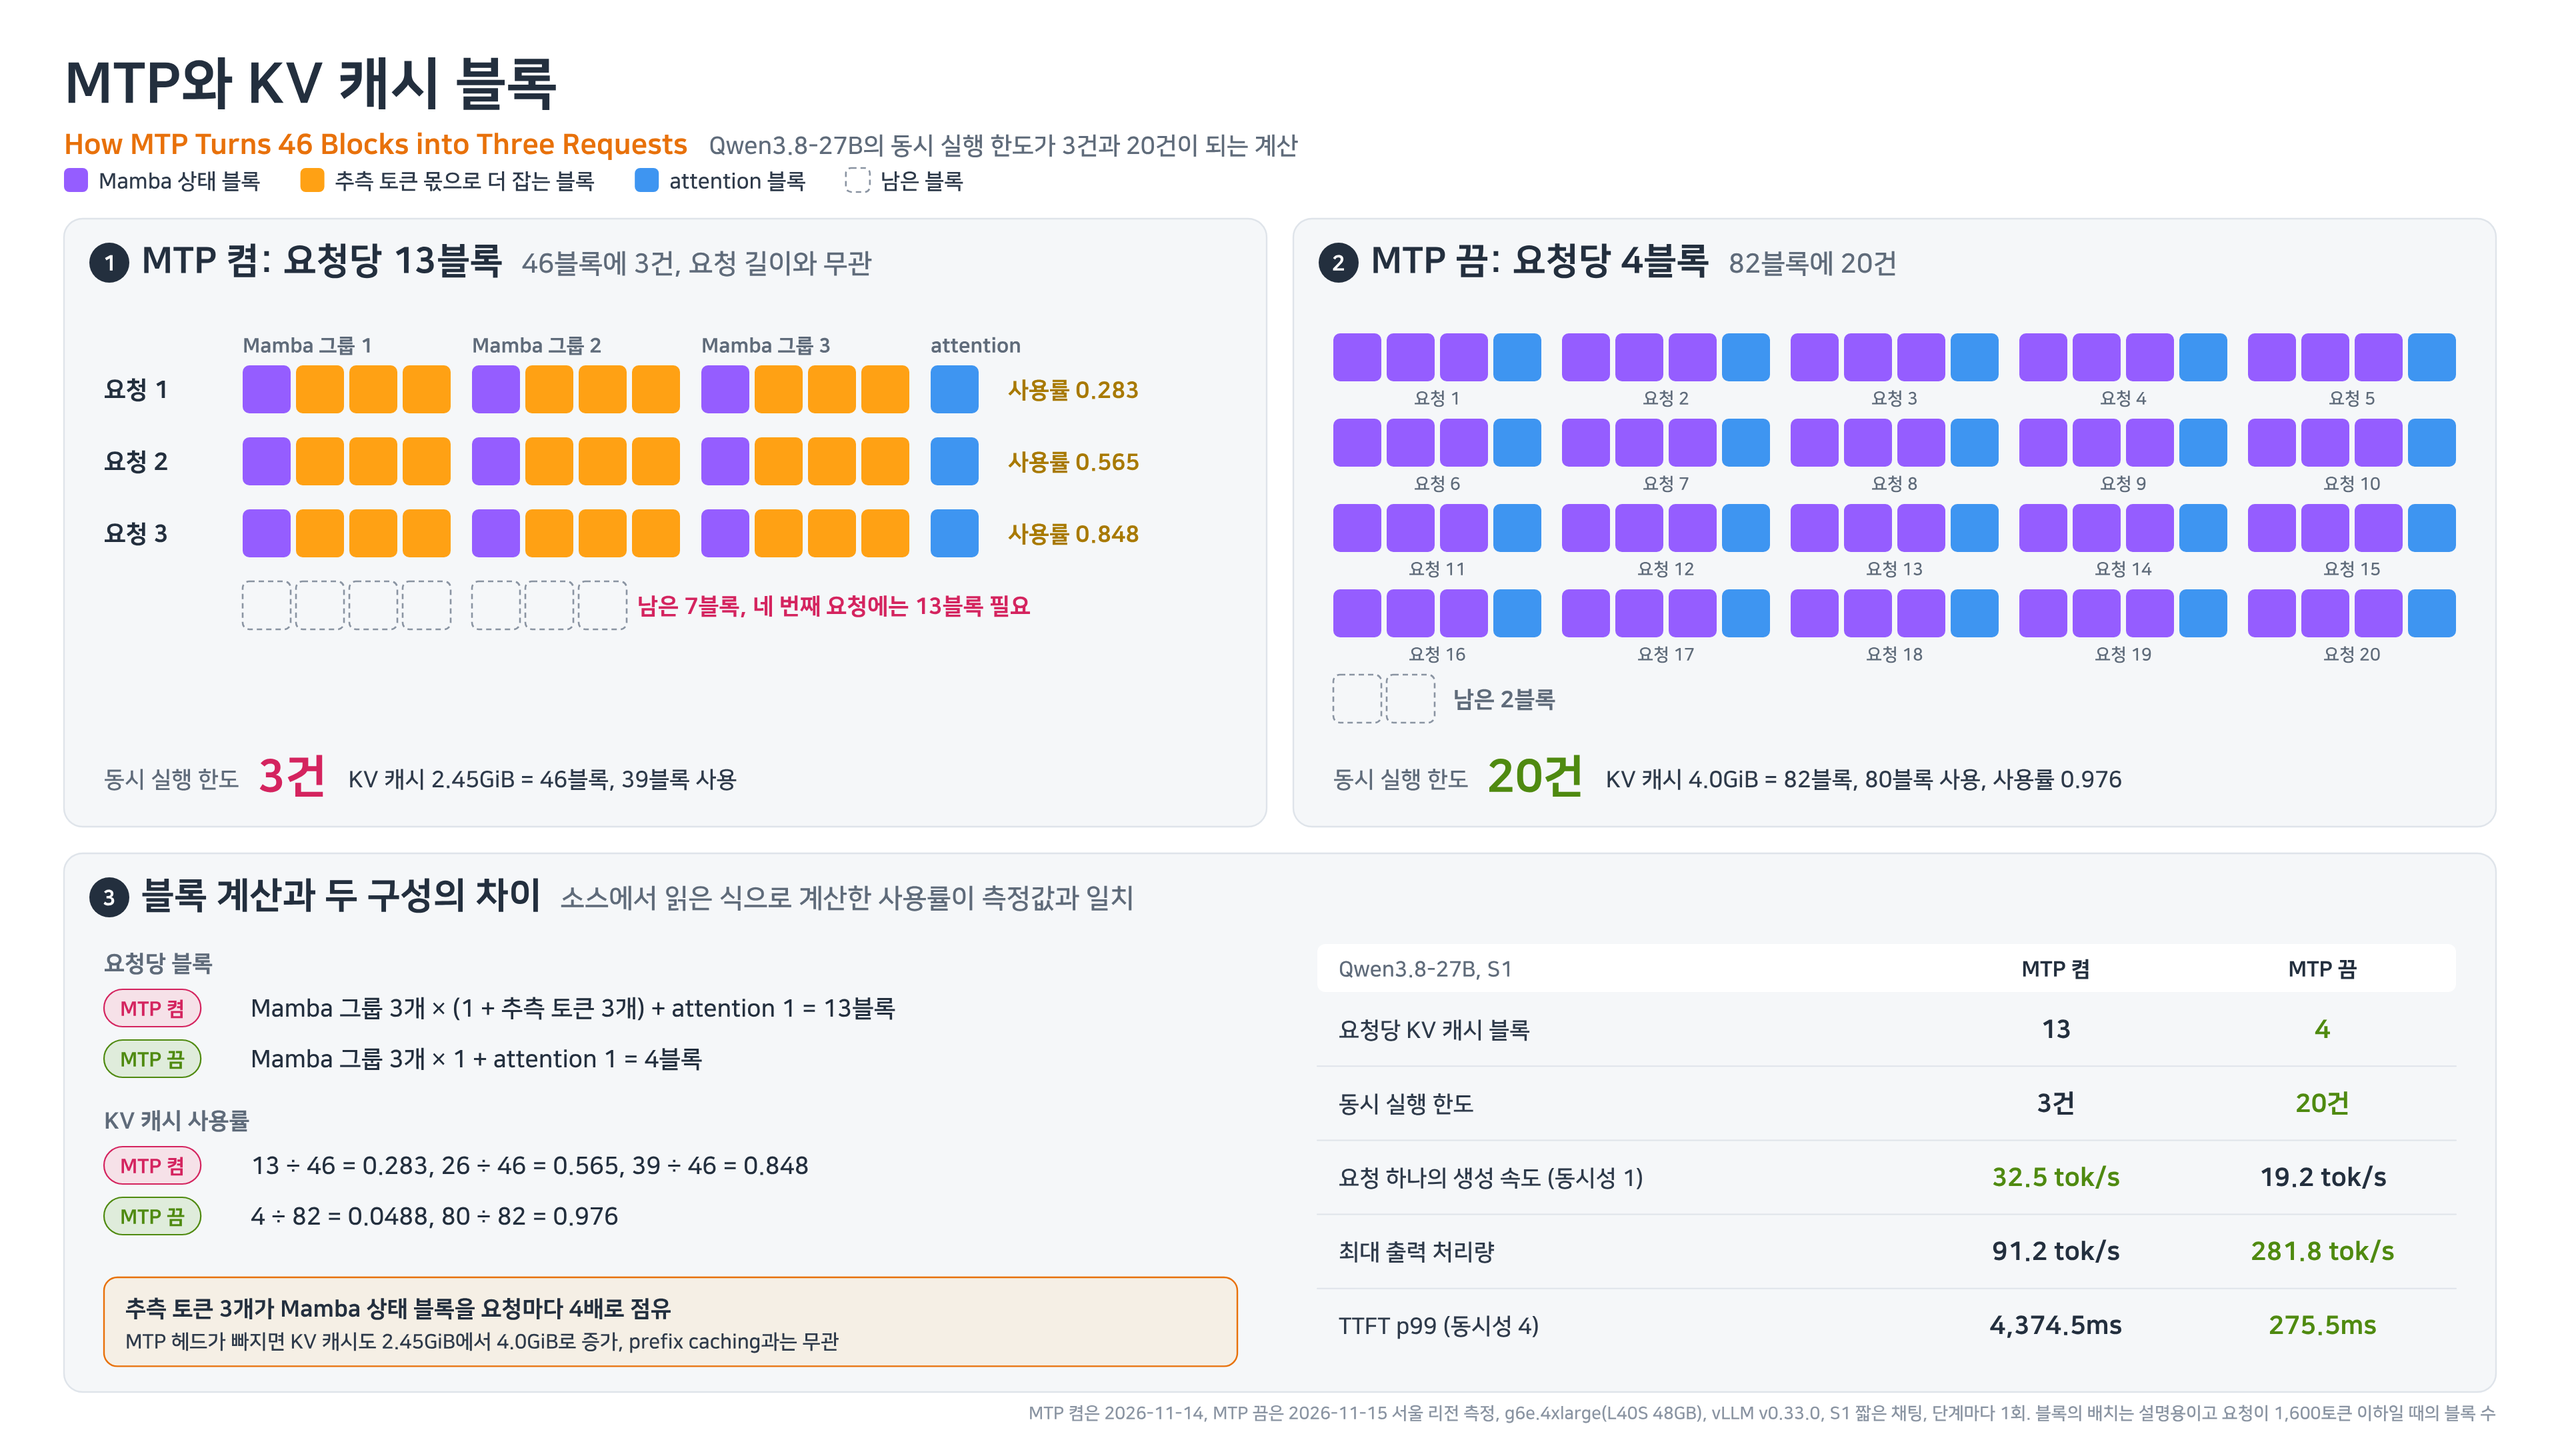 MTP와 KV 캐시 블록
How MTP Turns 46 Blocks into Three Requests Qwen3.8-27B의 동시 실행 한도가 3건과 20건이 되는 계산
Mamba 상태 블록 추측 토큰 몫으로 더 잡는 블록 attention 블록 남은 블록
1 MTP 켬: 요청당 13블록 46블록에 3건, 요청 길이와 무관
Mamba 그룹 1 Mamba 그룹 2 Mamba 그룹 3 attention
요청 1 사용률 0.283
요청 2 사용률 0.565
요청 3 사용률 0.848
남은 7블록, 네 번째 요청에는 13블록 필요
동시 실행 한도 3건 KV 캐시 2.45GiB = 46블록, 39블록 사용
2 MTP 끔: 요청당 4블록 82블록에 20건
요청 1 요청 2 요청 3 요청 4 요청 5
요청 6 요청 7 요청 8 요청 9 요청 10
요청 11 요청 12 요청 13 요청 14 요청 15
요청 16 요청 17 요청 18 요청 19 요청 20
남은 2블록
동시 실행 한도 20건 KV 캐시 4.0GiB = 82블록, 80블록 사용, 사용률 0.976
3 블록 계산과 두 구성의 차이 소스에서 읽은 식으로 계산한 사용률이 측정값과 일치
요청당 블록
MTP 켬 Mamba 그룹 3개 × (1 + 추측 토큰 3개) + attention 1 = 13블록
MTP 끔 Mamba 그룹 3개 × 1 + attention 1 = 4블록
KV 캐시 사용률
MTP 켬 13 ÷ 46 = 0.283, 26 ÷ 46 = 0.565, 39 ÷ 46 = 0.848
MTP 끔 4 ÷ 82 = 0.0488, 80 ÷ 82 = 0.976
추측 토큰 3개가 Mamba 상태 블록을 요청마다 4배로 점유
MTP 헤드가 빠지면 KV 캐시도 2.45GiB에서 4.0GiB로 증가, prefix caching과는 무관
Qwen3.8-27B, S1 MTP 켬 MTP 끔
요청당 KV 캐시 블록 13 4
동시 실행 한도 3건 20건
요청 하나의 생성 속도 (동시성 1) 32.5 tok/s 19.2 tok/s
최대 출력 처리량 91.2 tok/s 281.8 tok/s
TTFT p99 (동시성 4) 4,374.5ms 275.5ms
MTP 켬은 2026-11-14, MTP 끔은 2026-11-15 서울 리전 측정, g6e.4xlarge(L40S 48GB), vLLM v0.33.0, S1 짧은 채팅, 단계마다 1회. 블록의 배치는 설명용이고 요청이 1,600토큰 이하일 때의 블록 수